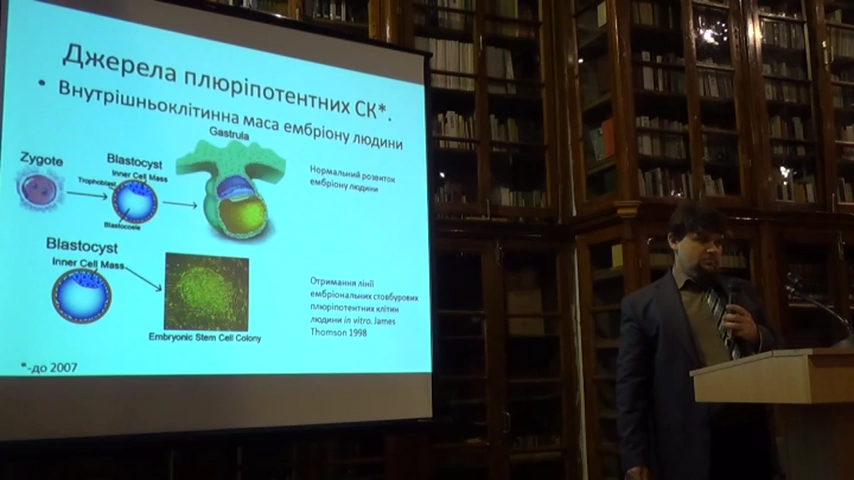 Джерела плюріпотентних СК*.
• Внутрішньоклітинна маса ембріону людини
Gastrula
Zygote
Blastocyst
Inner Cell Mass
Trophoblast
Blastocoele
Нормальний розвиток
ембріону людини
Blastocyst
Inner Cell Mass
Отримання лінії
ембріональних стовбурових
плюріпотентних клітин
людини in vitro. James
Thomson 1998
Embryonic Stem Cell Colony
*-до 2007